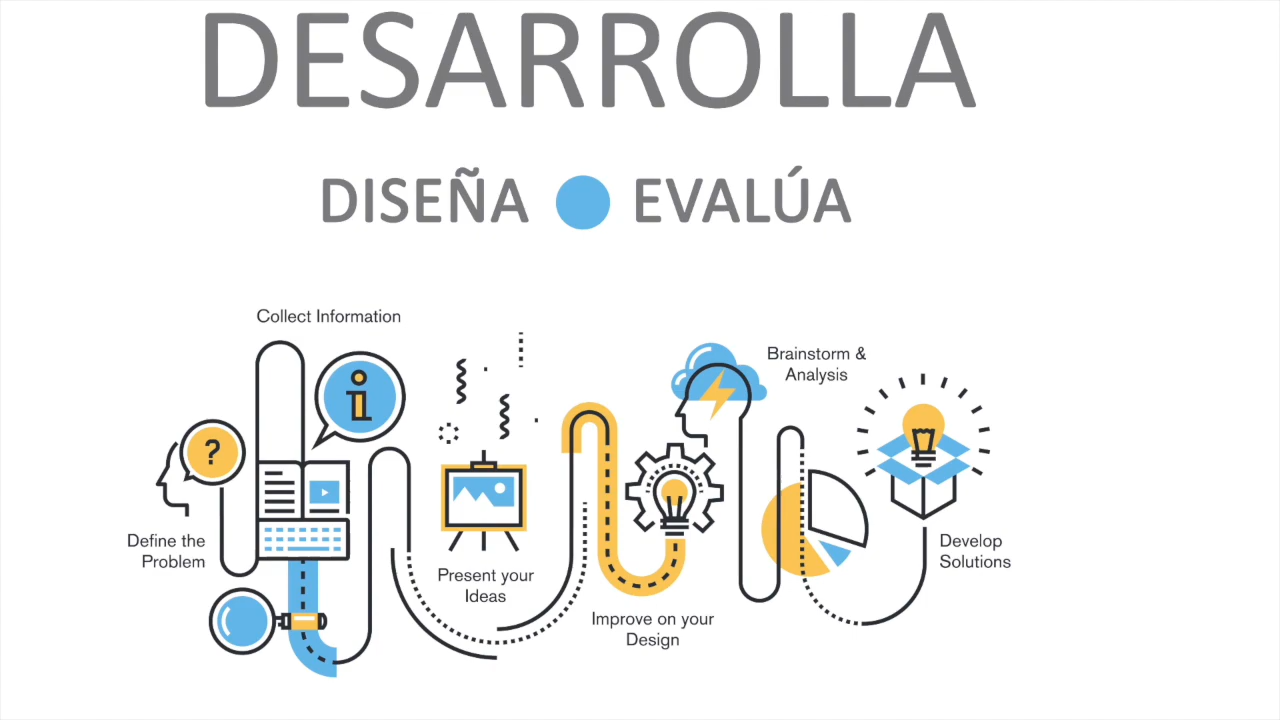 DESARROLLA
DISEÑA EVALÚA
Collect Information
Brainstorm &
Analysis
?
i
Define the
Problem
Present your
Ideas
Improve on your
Design
Develop
Solutions